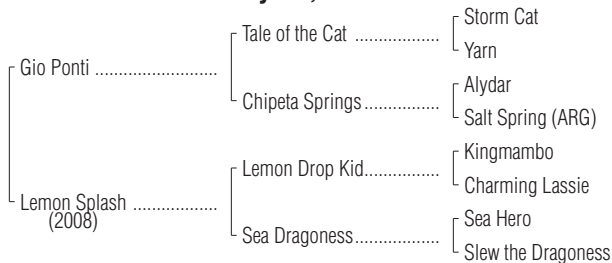 Storm Cat
Tale of the Cat ..................
Yarn
Gio Ponti ..........................
Alydar
Chipeta Springs................
Salt Spring (ARG)
Kingmambo
Lemon Drop Kid................
Charming Lassie
Lemon Splash ..................
(2008)
Sea Hero
Sea Dragoness..................
Slew the Dragoness